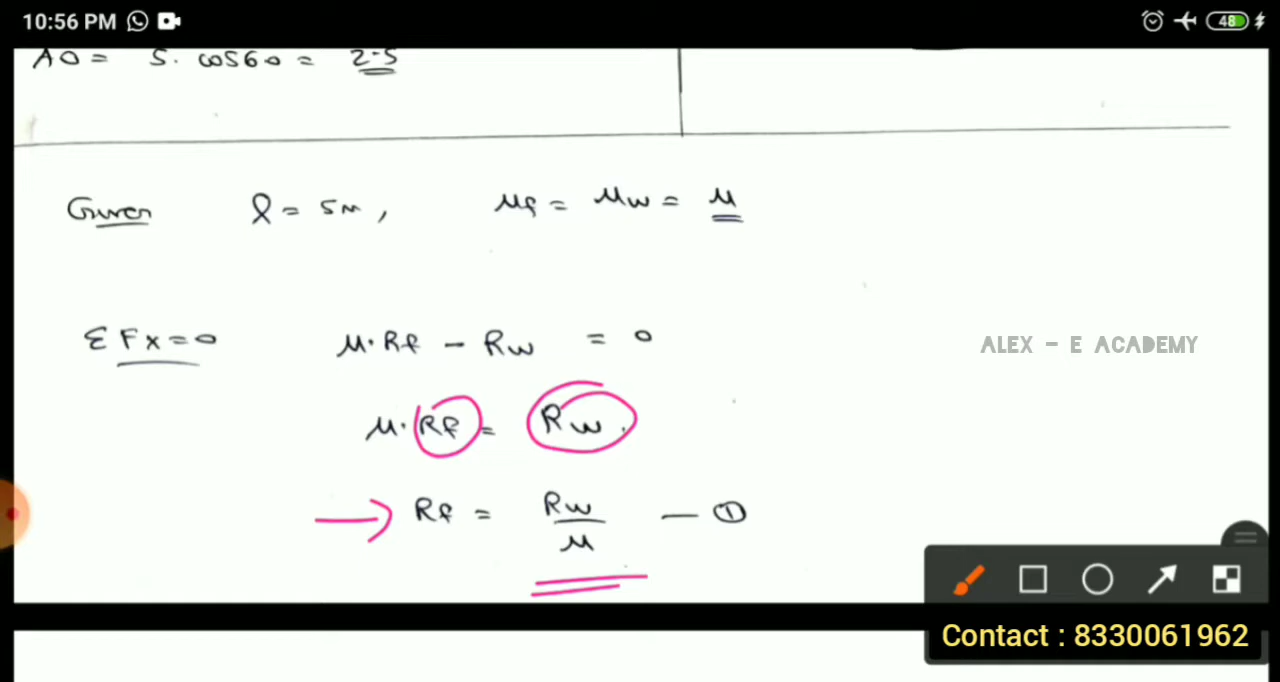 10:56 PM
48
AO = 5. cos60 = 2.5
Given l = 5m, μf = μw = μ
ΣFx=0 μ.Rf - Rw = 0
μ.Rf = Rw.
ALEX - E ACADEMY
Rf = Rw/μ — ①
Contact : 8330061962